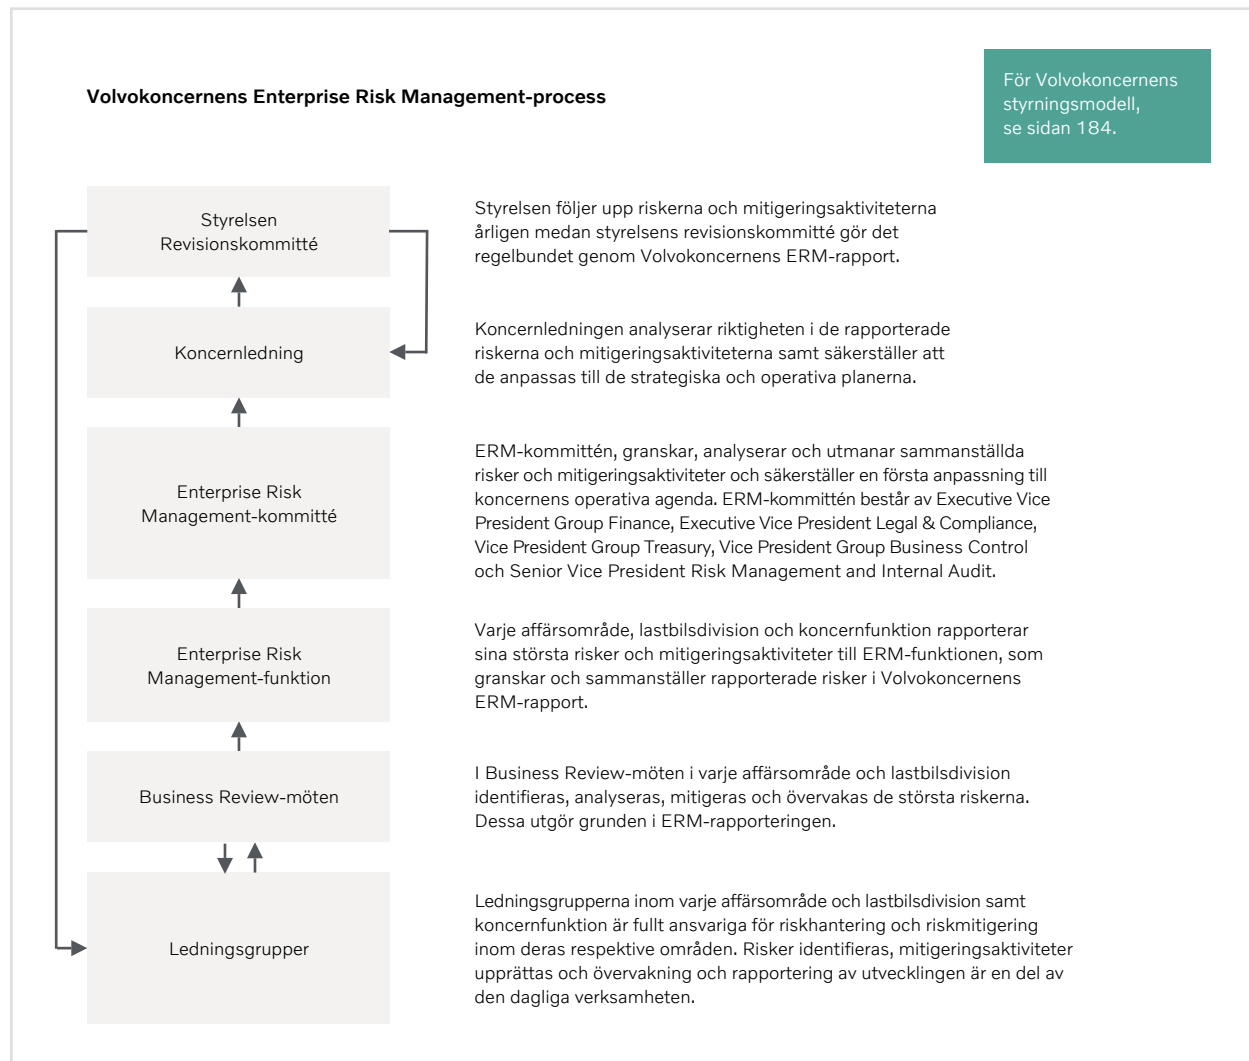 Volvokoncernens Enterprise Risk Management-process
För Volvokoncernens
styrningsmodell,
se sidan 184.
Styrelsen
Revisionskommitté
Styrelsen följer upp riskerna och mitigeringsaktiviteterna
årligen medan styrelsens revisionskommitté gör det
regelbundet genom Volvokoncernens ERM-rapport.
Koncernledning
Koncernledningen analyserar riktigheten i de rapporterade
riskerna och mitigeringsaktiviteterna samt säkerställer att
de anpassas till de strategiska och operativa planerna.
Enterprise Risk
Management-kommitté
ERM-kommittén, granskar, analyserar och utmanar sammanställda
risker och mitigeringsaktiviteter och säkerställer en första anpassning till
koncernens operativa agenda. ERM-kommittén består av Executive Vice
President Group Finance, Executive Vice President Legal & Compliance,
Vice President Group Treasury, Vice President Group Business Control
och Senior Vice President Risk Management and Internal Audit.
Enterprise Risk
Management-funktion
Varje affärsområde, lastbilsdivision och koncernfunktion rapporterar
sina största risker och mitigeringsaktiviteter till ERM-funktionen, som
granskar och sammanställer rapporterade risker i Volvokoncernens
ERM-rapport.
Business Review-möten
I Business Review-möten i varje affärsområde och lastbilsdivision
identifieras, analyseras, mitigeras och övervakas de största riskerna.
Dessa utgör grunden i ERM-rapporteringen.
Ledningsgrupper
Ledningsgrupperna inom varje affärsområde och lastbilsdivision samt
koncernfunktion är fullt ansvariga för riskhantering och riskmitigering
inom deras respektive områden. Risker identifieras, mitigeringsaktiviteter
upprättas och övervakning och rapportering av utvecklingen är en del av
den dagliga verksamheten.